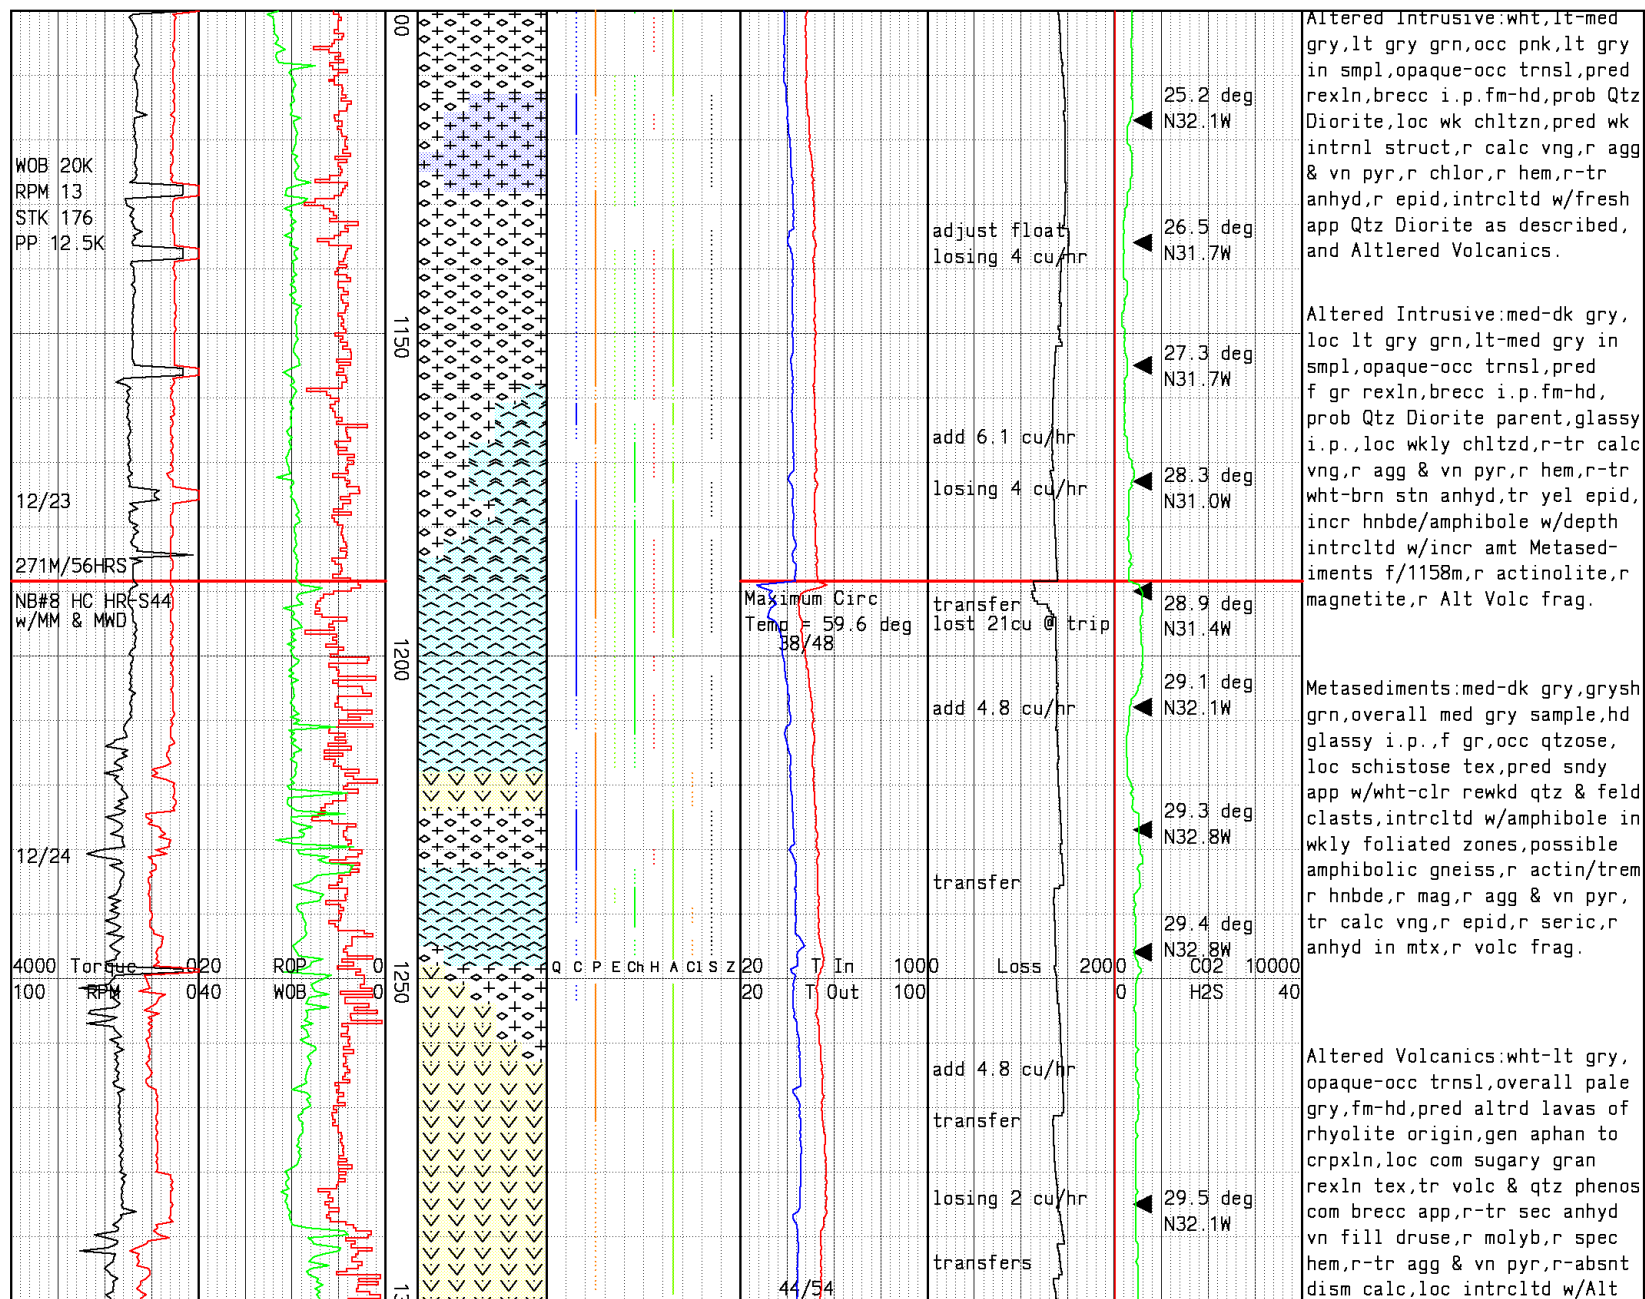 WOB 20K
RPM 13
STK 176
PP 12.5K
12/23
271M/56HRS
NB#8 HC HR-S44
w/MM & MWD
12/24
4000 Torque 0
100 RPM 0
20 ROP 0
40 WOB 0
00
1150
1200
1250
13
Q C P E Ch H A Cl S Z
Maximum Circ
Temp = 59.6 deg
38/48
20 T In 100
20 T Out 100
44/54
adjust float
losing 4 cu/hr
add 6.1 cu/hr
losing 4 cu/hr
transfer
lost 21cu @ trip
add 4.8 cu/hr
transfer
0 Loss 200
add 4.8 cu/hr
transfer
losing 2 cu/hr
transfers
25.2 deg
N32.1W
26.5 deg
N31.7W
27.3 deg
N31.7W
28.3 deg
N31.0W
28.9 deg
N31.4W
29.1 deg
N32.1W
29.3 deg
N32.8W
29.4 deg
N32.8W
0 CO2 10000
0 H2S 40
29.5 deg
N32.1W
Altered Intrusive:wht,lt-med
gry,lt gry grn,occ pnk,lt gry
in smpl,opaque-occ trnsl,pred
rexln,brecc i.p.fm-hd,prob Qtz
Diorite,loc wk chltzn,pred wk
intrnl struct,r calc vng,r agg
& vn pyr,r chlor,r hem,r-tr
anhyd,r epid,intrcltd w/fresh
app Qtz Diorite as described,
and Altlered Volcanics.
Altered Intrusive:med-dk gry,
loc lt gry grn,lt-med gry in
smpl,opaque-occ trnsl,pred
f gr rexln,brecc i.p.fm-hd,
prob Qtz Diorite parent,glassy
i.p.,loc wkly chltzd,r-tr calc
vng,r agg & vn pyr,r hem,r-tr
wht-brn stn anhyd,tr yel epid,
incr hnbde/amphibole w/depth
intrcltd w/incr amt Metased-
iments f/1158m,r actinolite,r
magnetite,r Alt Volc frag.
Metasediments:med-dk gry,grysh
grn,overall med gry sample,hd
glassy i.p.,f gr,occ qtzose,
loc schistose tex,pred sndy
app w/wht-clr rewkd qtz & feld
clasts,intrcltd w/amphibole in
wkly foliated zones,possible
amphibolic gneiss,r actin/trem
r hnbde,r mag,r agg & vn pyr,
tr calc vng,r epid,r seric,r
anhyd in mtx,r volc frag.
Altered Volcanics:wht-lt gry,
opaque-occ trnsl,overall pale
gry,fm-hd,pred altrd lavas of
rhyolite origin,gen aphan to
crpxln,loc com sugary gran
rexln tex,tr volc & qtz phenos
com brecc app,r-tr sec anhyd
vn fill druse,r molyb,r spec
hem,r-tr agg & vn pyr,r-absnt
dism calc,loc intrcltd w/Alt